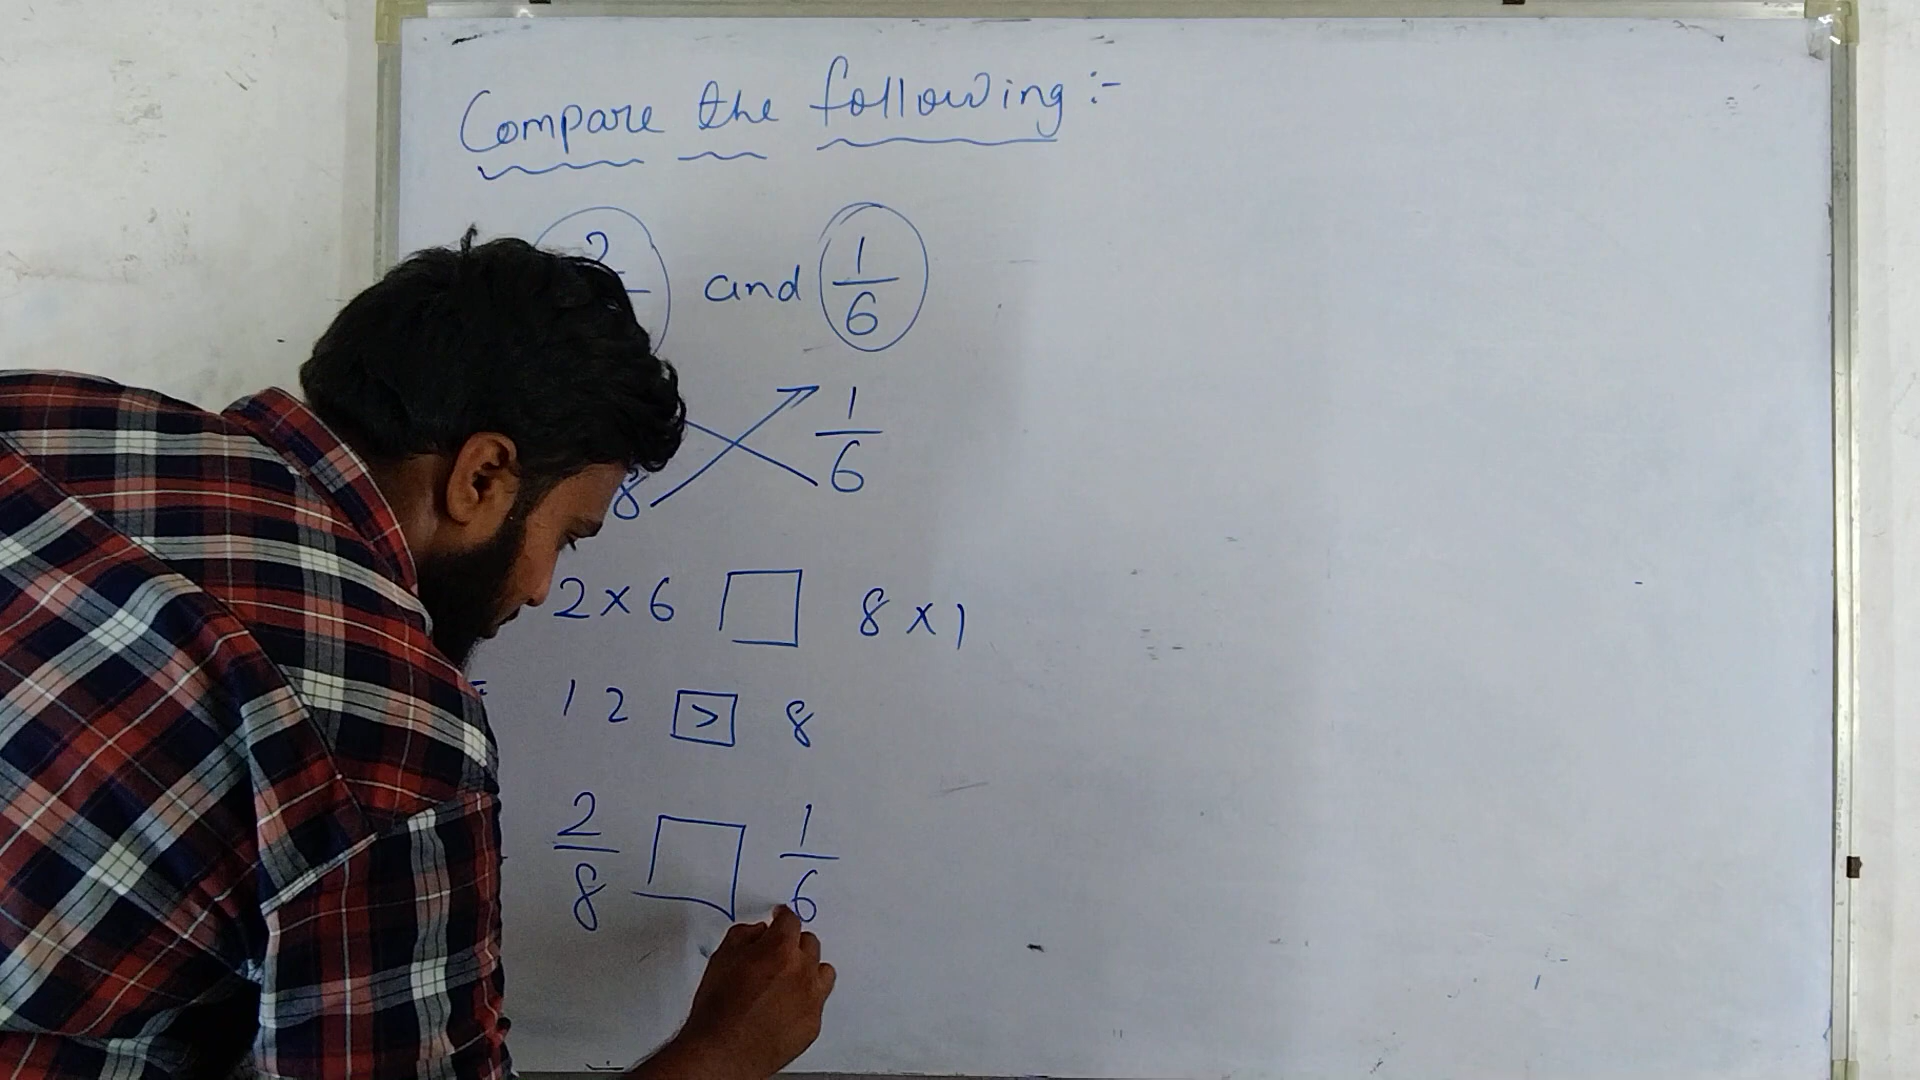 Compare the following :-
2 and 1/6
8 1/6
2 × 6 □ 8 × 1
= 12 > 8
2/8 □ 1/6